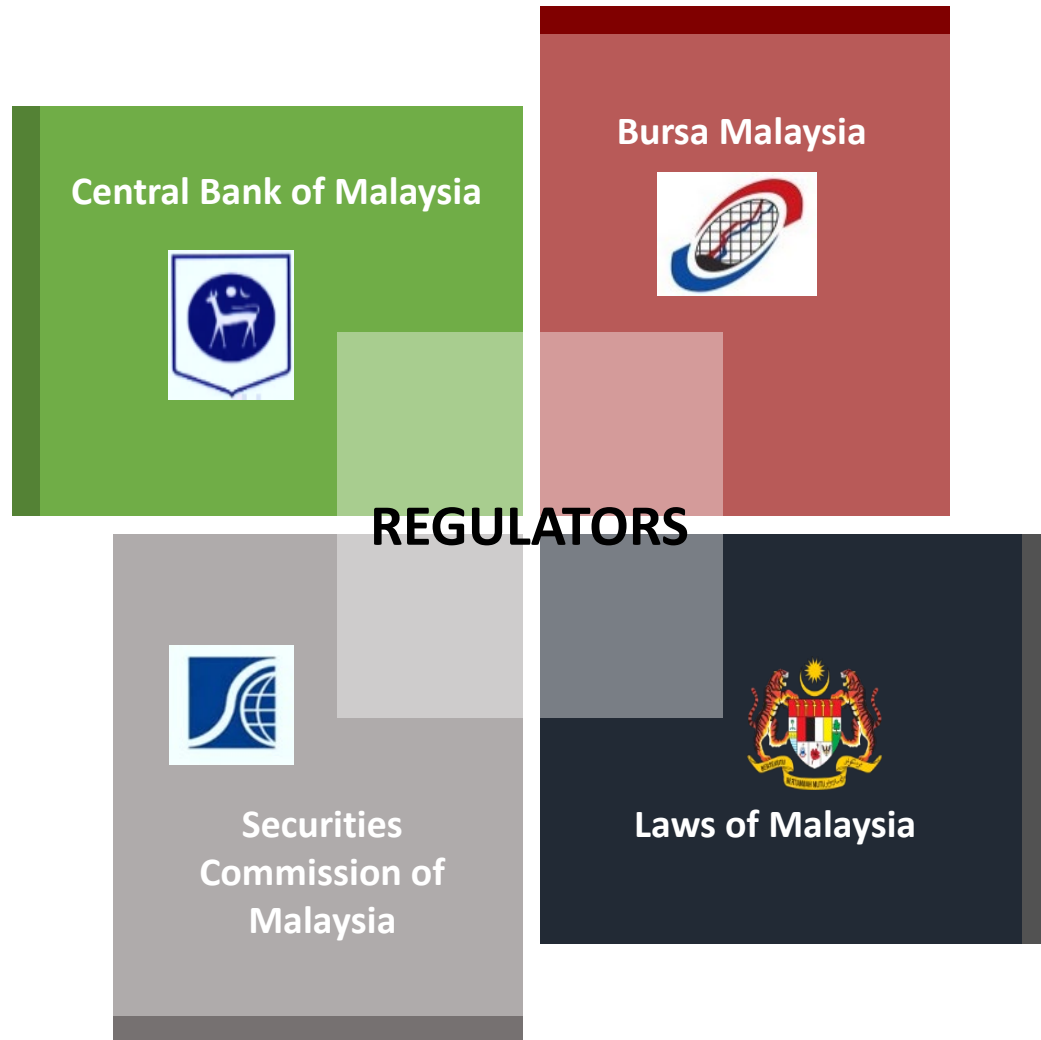 Bursa Malaysia
Central Bank of Malaysia
REGULATORS
Securities
Commission of
Malaysia
Laws of Malaysia